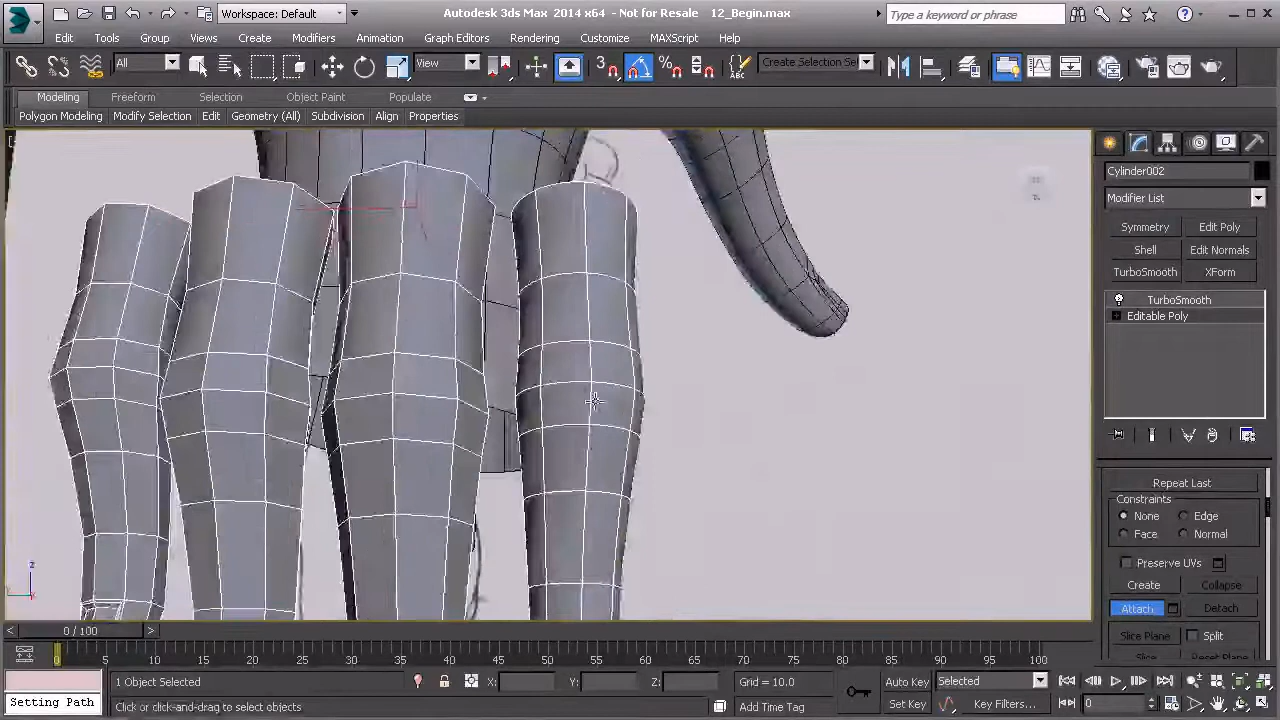 Workspace: Default
Autodesk 3ds Max 2014 x64 - Not for Resale 12_Begin.max
Type a keyword or phrase
Edit Tools Group Views Create Modifiers Animation Graph Editors Rendering Customize MAXScript Help
All View 3 Create Selection Se
Modeling Freeform Selection Object Paint Populate
Polygon Modeling Modify Selection Edit Geometry (All) Subdivision Align Properties
Cylinder002
Modifier List
Symmetry Edit Poly
Shell Edit Normals
TurboSmooth XForm
TurboSmooth
Editable Poly
Repeat Last
Constraints
None Edge
Face Normal
Preserve UVs
Create Collapse
Attach Detach
Slice Plane Split
Slice Reset Plane
z
x
0 / 100
0 5 10 15 20 25 30 35 40 45 50 55 60 65 70 75 80 85 90 95 100
1 Object Selected X: Y: Z: Grid = 10.0 Auto Key Selected
Setting Path Click or click-and-drag to select objects Add Time Tag Set Key Key Filters... 0